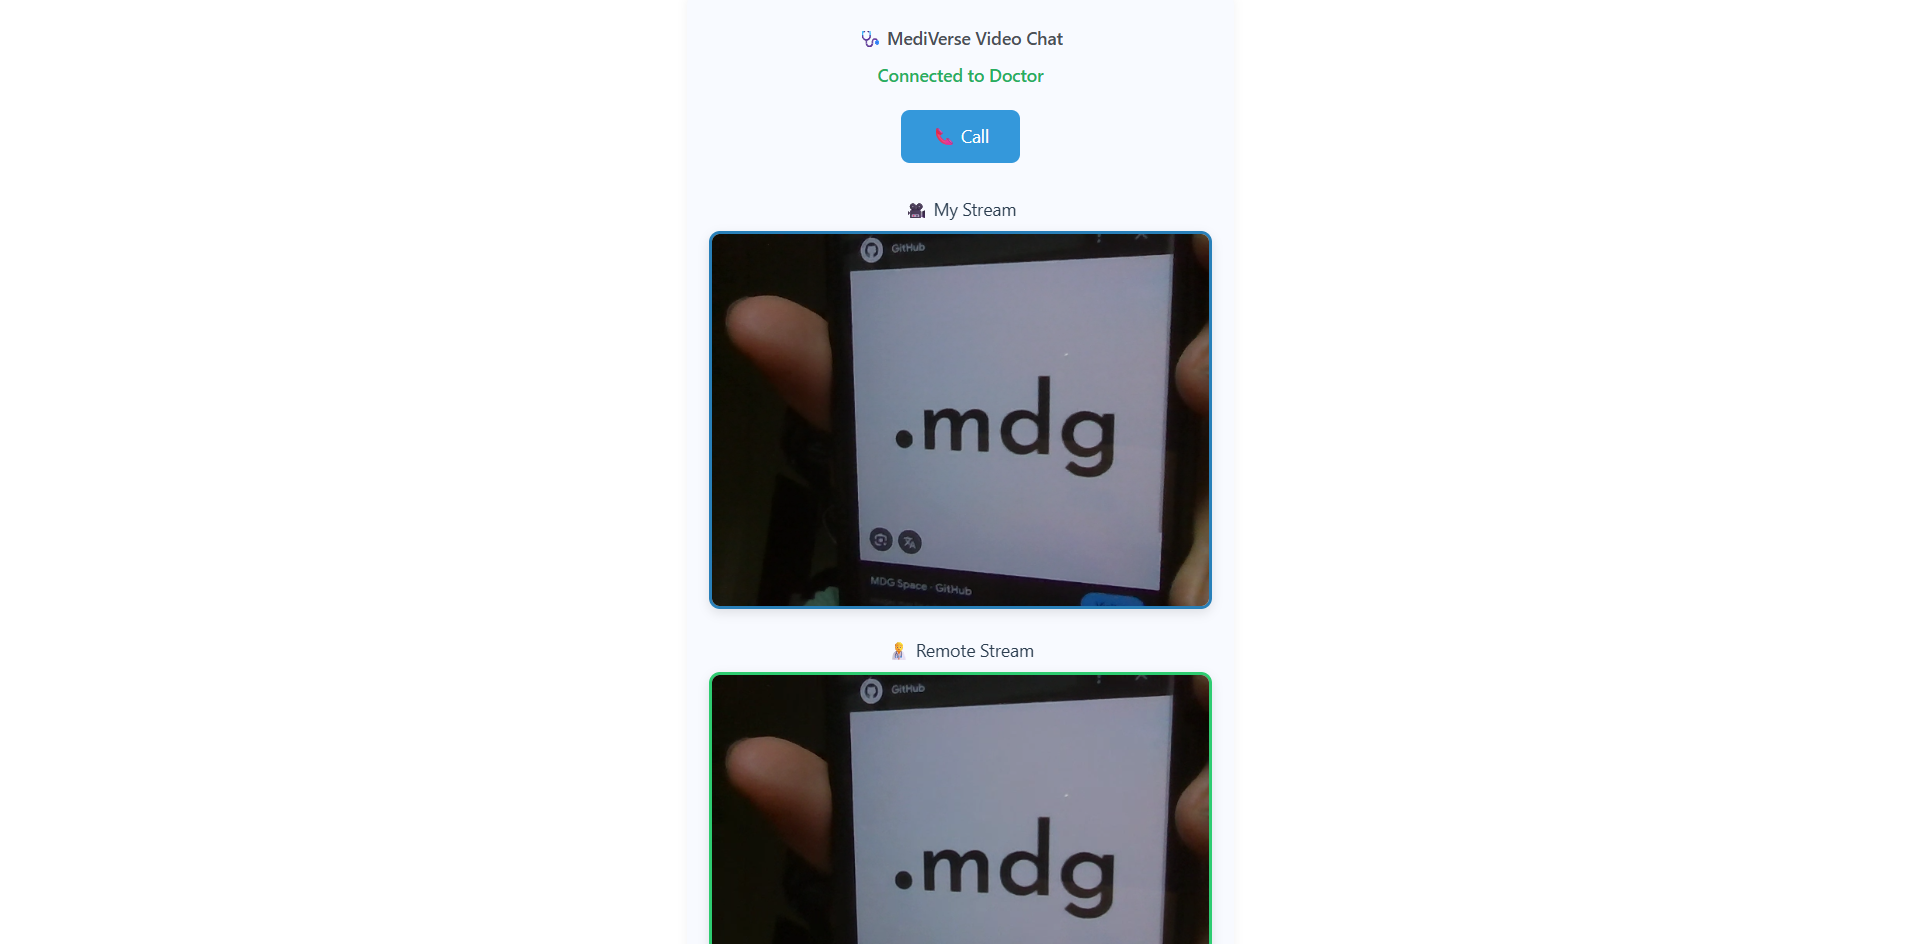 MediVerse Video Chat
Connected to Doctor
Call
My Stream
GitHub
.mdg
MDG Space · GitHub
Remote Stream
GitHub
.mdg